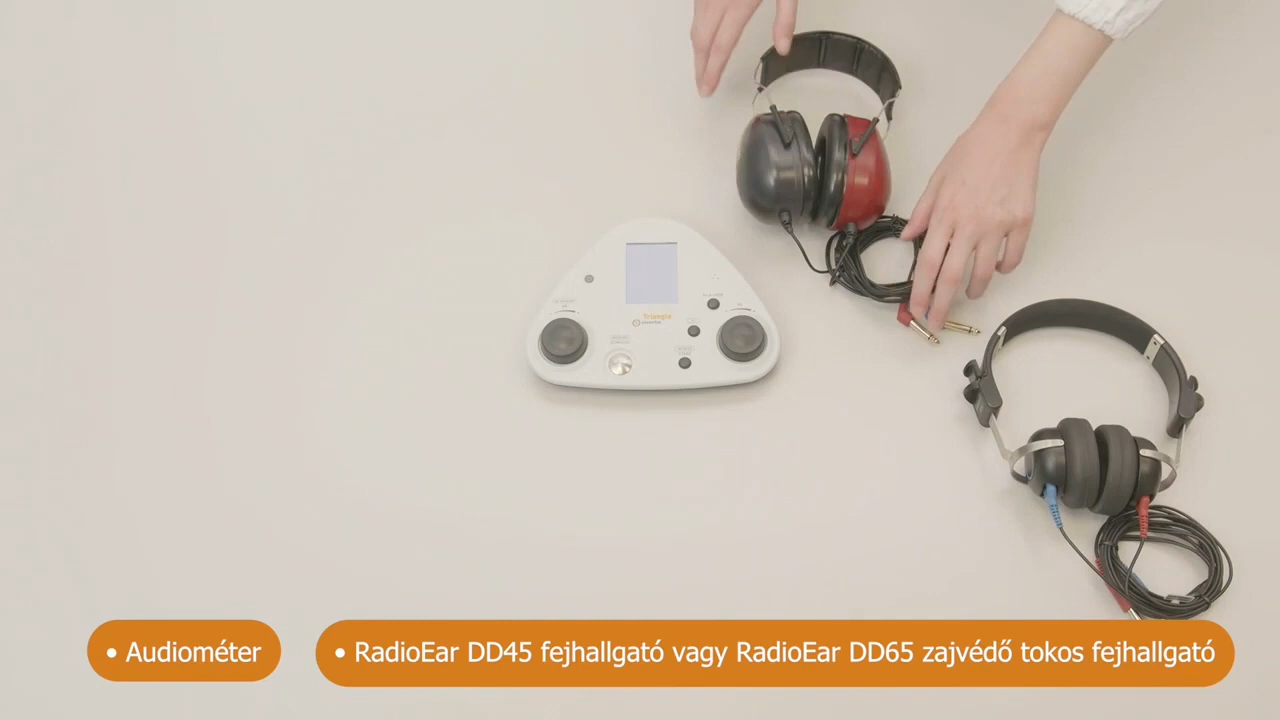 Triangle
• Audiométer
• RadioEar DD45 fejhallgató vagy RadioEar DD65 zajvédő tokos fejhallgató